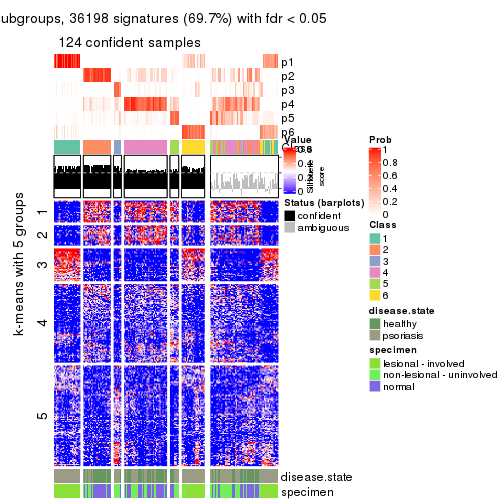 ubgroups, 36198 signatures (69.7%) with fdr < 0.05
124 confident samples
p1
p2
p3
p4
p5
p6
Value
Silhouette
score
Status (barplots)
confident
ambiguous
Prob
1
0.8
0.6
0.4
0.2
0
Class
1
2
3
4
5
6
disease.state
healthy
psoriasis
specimen
lesional - involved
non-lesional - uninvolved
normal
k-means with 5 groups
1
2
3
4
5
disease.state
specimen